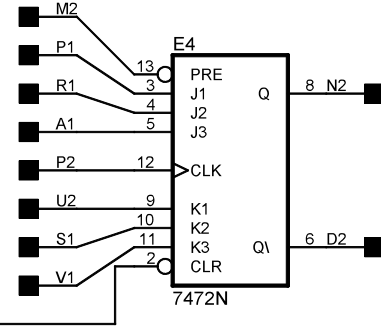 M2
E4
P1 13 PRE
3 J1 Q 8 N2
R1 4 J2
A1 5 J3
P2 12 CLK
U2 9 K1
10 K2
S1 11 K3 Q\ 6 D2
V1 2 CLR
7472N